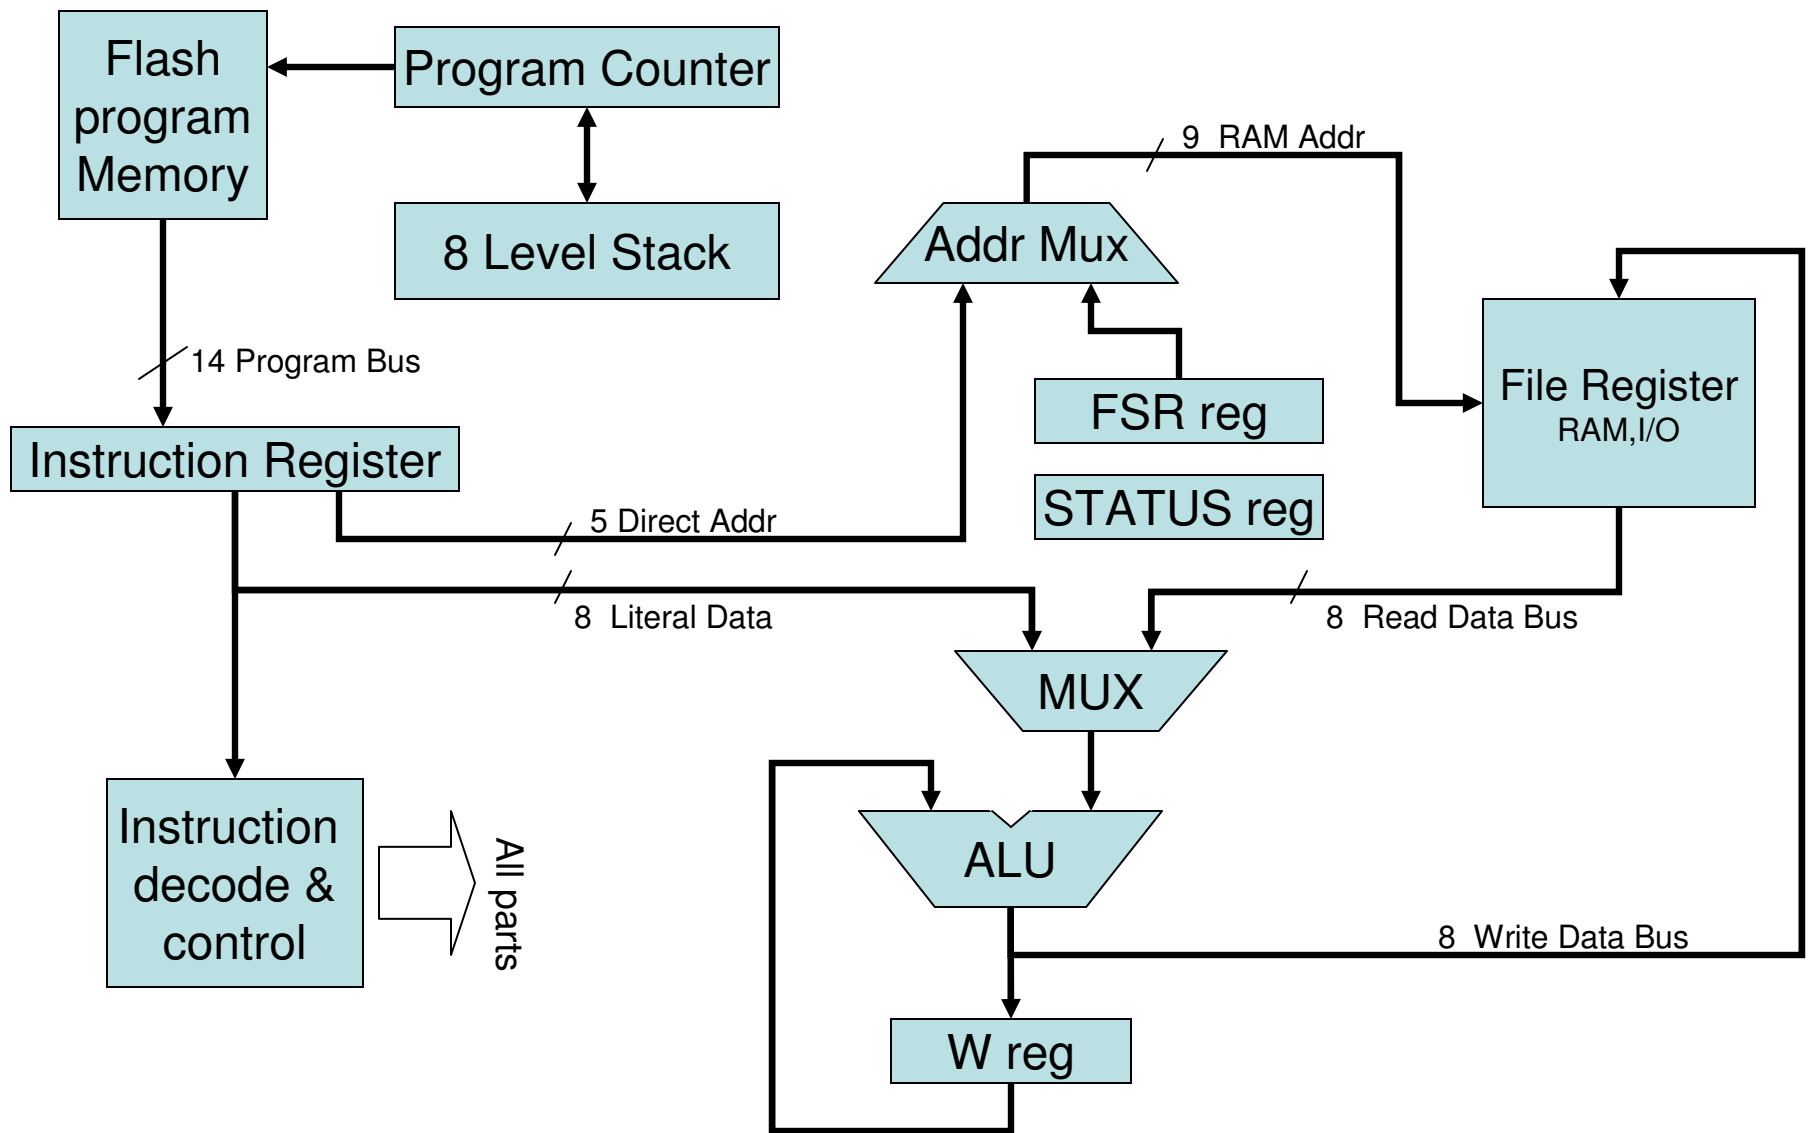 Flash
program
Memory
Program Counter
8 Level Stack
9 RAM Addr
Addr Mux
14 Program Bus
FSR reg
File Register
RAM,I/O
Instruction Register
STATUS reg
5 Direct Addr
8 Literal Data
8 Read Data Bus
MUX
Instruction
decode &
control
All parts
ALU
8 Write Data Bus
W reg